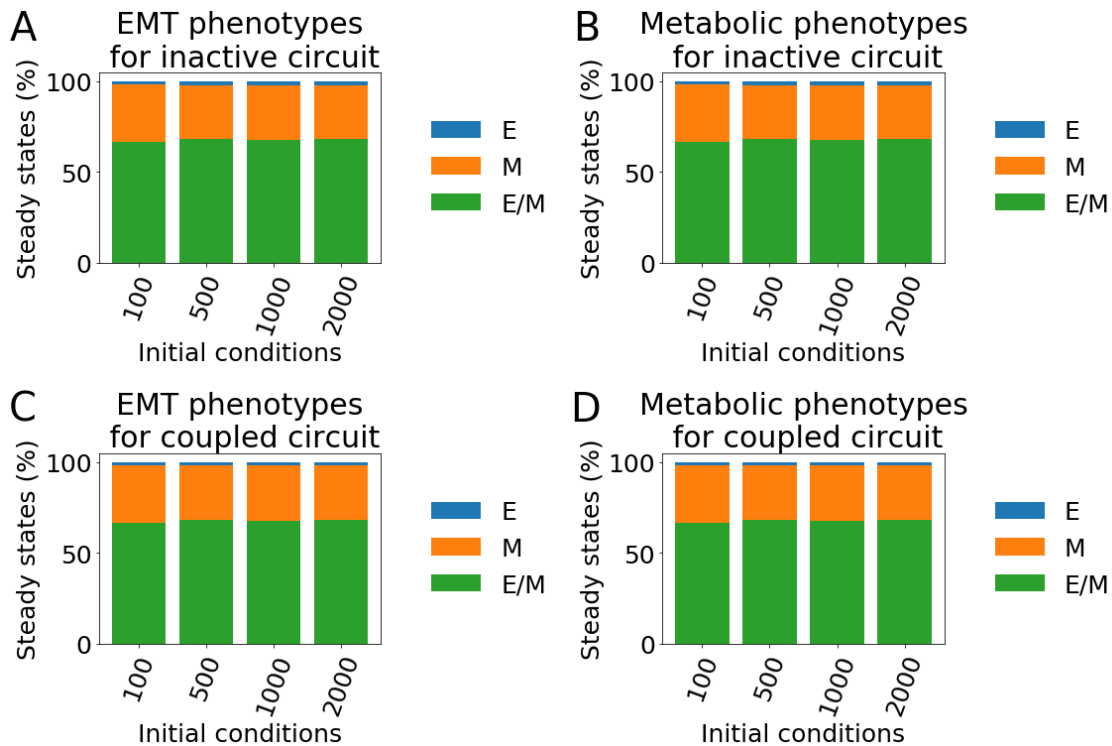 A
EMT phenotypes
for inactive circuit
Steady states (%)
100
50
0
100
500
1000
2000
Initial conditions
E
M
E/M
B
Metabolic phenotypes
for inactive circuit
Steady states (%)
100
50
0
100
500
1000
2000
Initial conditions
E
M
E/M
C
EMT phenotypes
for coupled circuit
Steady states (%)
100
50
0
100
500
1000
2000
Initial conditions
E
M
E/M
D
Metabolic phenotypes
for coupled circuit
Steady states (%)
100
50
0
100
500
1000
2000
Initial conditions
E
M
E/M